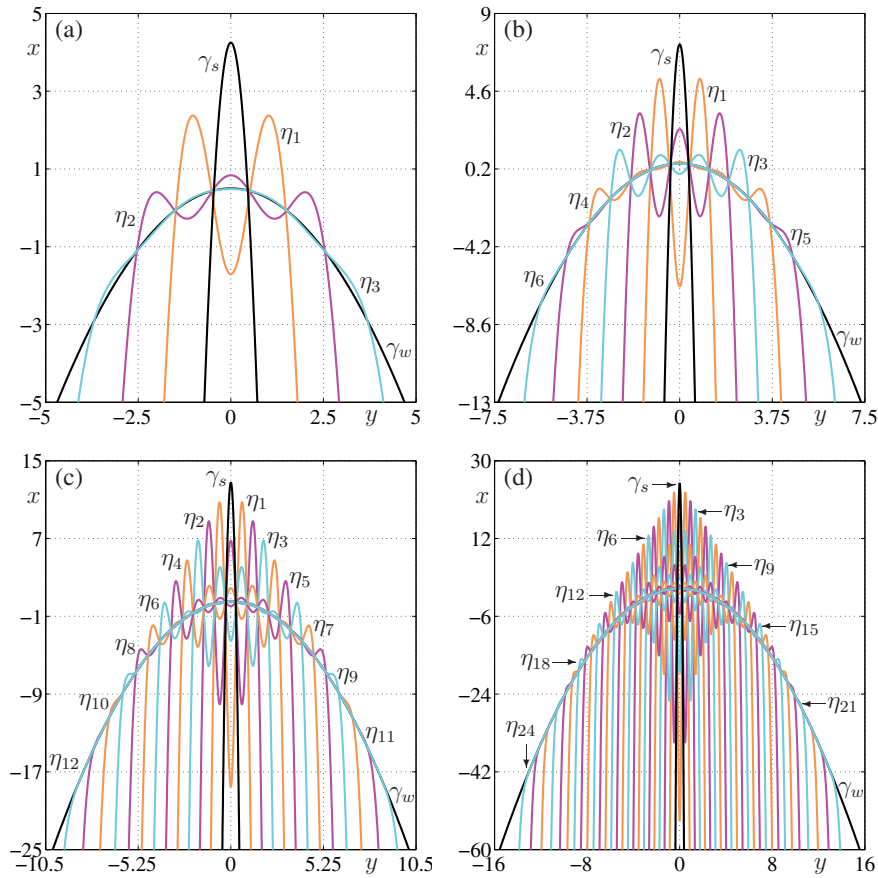 (a)
5
x
4
1
−1
−3
−5
−5
−2.5
0
2.5
y
5
γs
η1
η2
η3
γw
(b)
9
x
4.6
0.2
−4.2
−8.6
−13
−7.5
−3.75
0
3.75
y
7.5
γs
η1
η2
η3
η4
η5
η6
γw
(c)
15
x
7
−1
−9
−17
−25
−10.5
−5.25
0
5.25
y
10.5
γs
η1
η2
η3
η4
η5
η6
η7
η8
η9
η10
η11
η12
γw
(d)
30
x
12
−6
−24
−42
−60
−16
−8
0
8
y
16
γs
η3
η6
η9
η12
η15
η18
η21
η24
γw